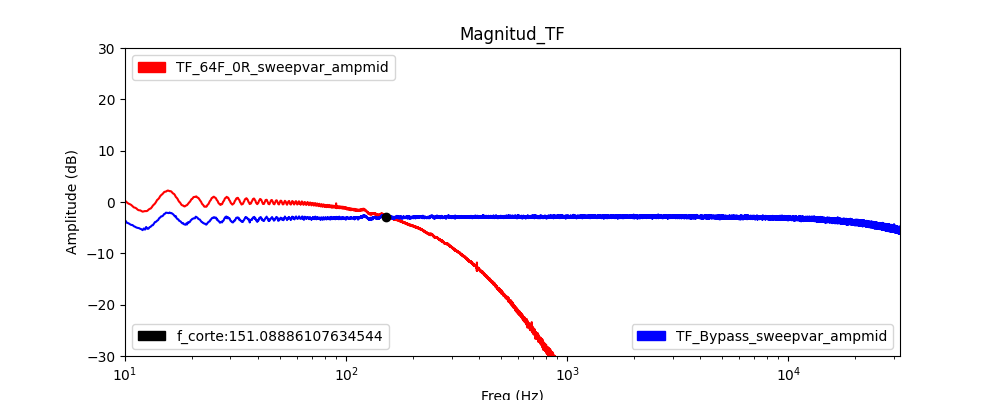 Magnitud_TF
30
20
10
0
−10
−20
−30
Amplitude (dB)
TF_64F_0R_sweepvar_ampmid
f_corte:151.08886107634544
TF_Bypass_sweepvar_ampmid
10¹
10²
10³
10⁴
Freq (Hz)